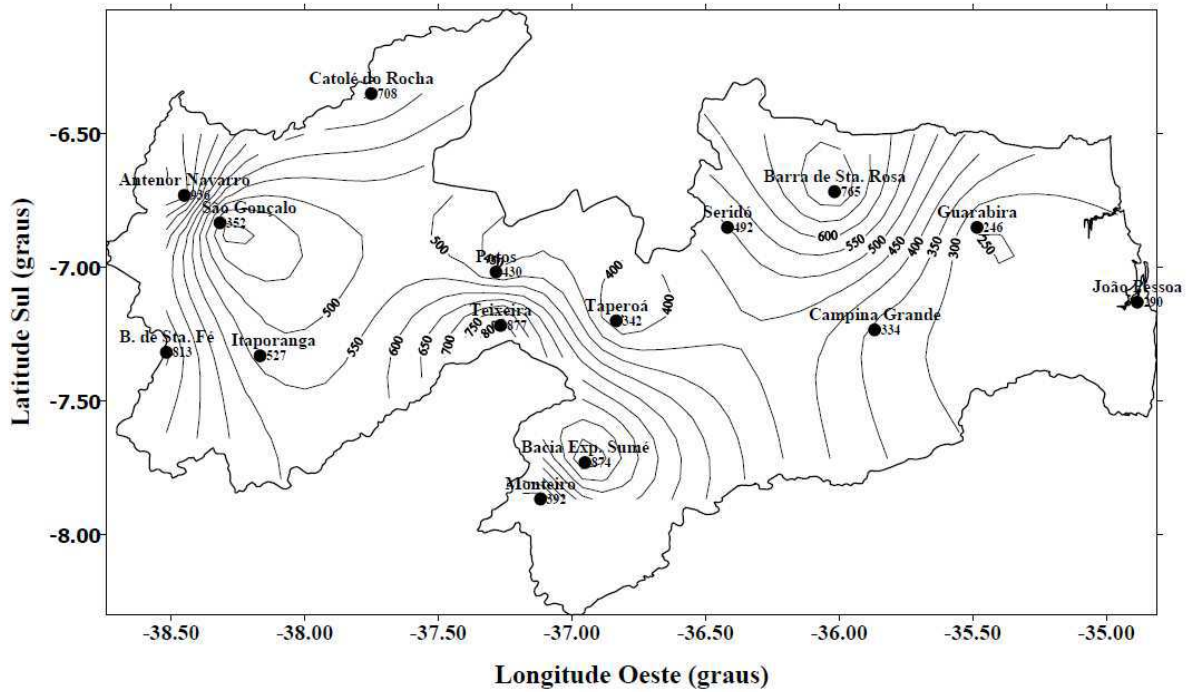 Catolé do Rocha
708
-6.50
Antenor Navarro
936
Barra de Sta. Rosa
765
São Gonçalo
352
Seridó
492
Guarabira
246
600
550
500
450
400
350
300
250
500
-7.00
Patos
430
400
400
João Pessoa
290
500
Taperoá
342
Teixeira
877
Campina Grande
334
B. de Sta. Fé
813
Itaporanga
527
550
600
650
700
750
800
-7.50
Bacia Exp. Sumé
874
Monteiro
392
-8.00
Latitude Sul (graus)
-38.50
-38.00
-37.50
-37.00
-36.50
-36.00
-35.50
-35.00
Longitude Oeste (graus)